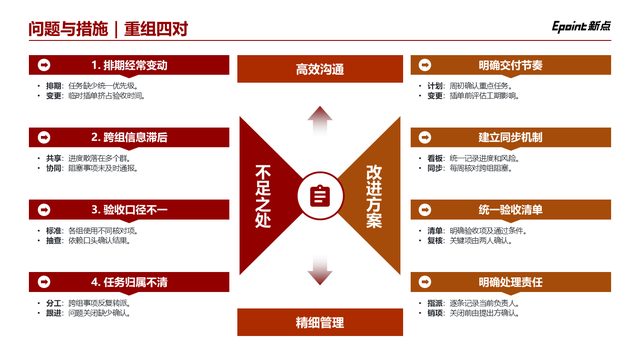 问题与措施｜重组四对
Epoint 新点
1. 排期经常变动
• 排期：任务缺少统一优先级。
• 变更：临时插单挤占验收时间。
2. 跨组信息滞后
• 共享：进度散落在多个群。
• 协同：阻塞事项未及时通报。
3. 验收口径不一
• 标准：各组使用不同核对项。
• 抽查：依赖口头确认结果。
4. 任务归属不清
• 分工：跨组事项反复转派。
• 跟进：问题关闭缺少确认。
高效沟通
不足之处
改进方案
精细管理
明确交付节奏
• 计划：周初确认重点任务。
• 变更：插单前评估工期影响。
建立同步机制
• 看板：统一记录进度和风险。
• 同步：每周核对跨组阻塞。
统一验收清单
• 清单：明确验收项及通过条件。
• 复核：关键项由两人确认。
明确处理责任
• 指派：逐条记录当前负责人。
• 销项：关闭前由提出方确认。